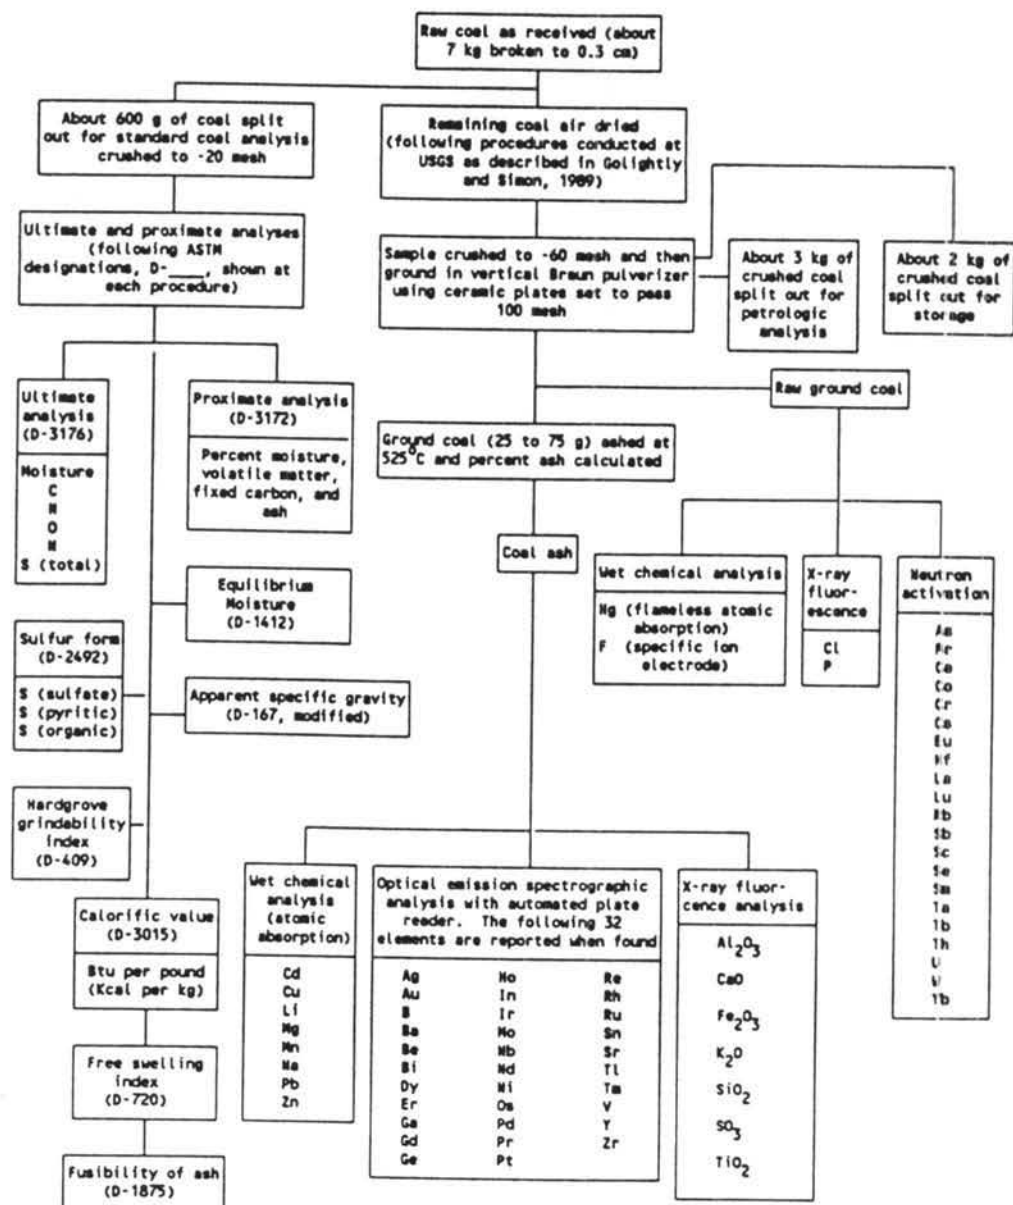 Raw coal as received (about
7 kg broken to 0.3 cm)
About 600 g of coal split
out for standard coal analysis
crushed to -20 mesh
Remaining coal air dried
(following procedures conducted at
USGS as described in Golightly
and Simon, 1989)
Ultimate and proximate analyses
(following ASTM
designations, D-____, shown at
each procedure)
Sample crushed to -60 mesh and then
ground in vertical Braun pulverizer
using ceramic plates set to pass
100 mesh
About 3 kg of
crushed coal
split out for
petrologic
analysis
About 2 kg of
crushed coal
split out for
storage
Ultimate
analysis
(D-3176)
Moisture
C
H
O
N
S (total)
Proximate analysis
(D-3172)
Percent moisture,
volatile matter,
fixed carbon, and
ash
Raw ground coal
Ground coal (25 to 75 g) ashed at
525°C and percent ash calculated
Coal ash
Equilibrium
Moisture
(D-1412)
Sulfur form
(D-2492)
S (sulfate)
S (pyritic)
S (organic)
Apparent specific gravity
(D-167, modified)
Wet chemical analysis
Hg (flameless atomic
absorption)
F (specific ion
electrode)
X-ray
fluor-
escence
Cl
P
Neutron
activation
As
Br
Ce
Co
Cr
Cs
Eu
Hf
La
Lu
Rb
Sb
Sc
Se
Sm
Ta
Tb
Th
U
W
Yb
Hardgrove
grindability
index
(D-409)
Calorific value
(D-3015)
Btu per pound
(Kcal per kg)
Free swelling
index
(D-720)
Fusibility of ash
(D-1875)
Wet chemical
analysis
(atomic
absorption)
Cd
Cu
Li
Mg
Mn
Na
Pb
Zn
Optical emission spectrographic
analysis with automated plate
reader. The following 32
elements are reported when found
Ag Ho Re
Au In Rh
B Ir Ru
Ba Mo Sn
Be Nb Sr
Bi Nd Tl
Dy Ni Tm
Er Os V
Ga Pd Y
Gd Pr Zr
Ge Pt
X-ray fluor-
cence analysis
Al₂O₃
CaO
Fe₂O₃
K₂O
SiO₂
SO₃
TiO₂